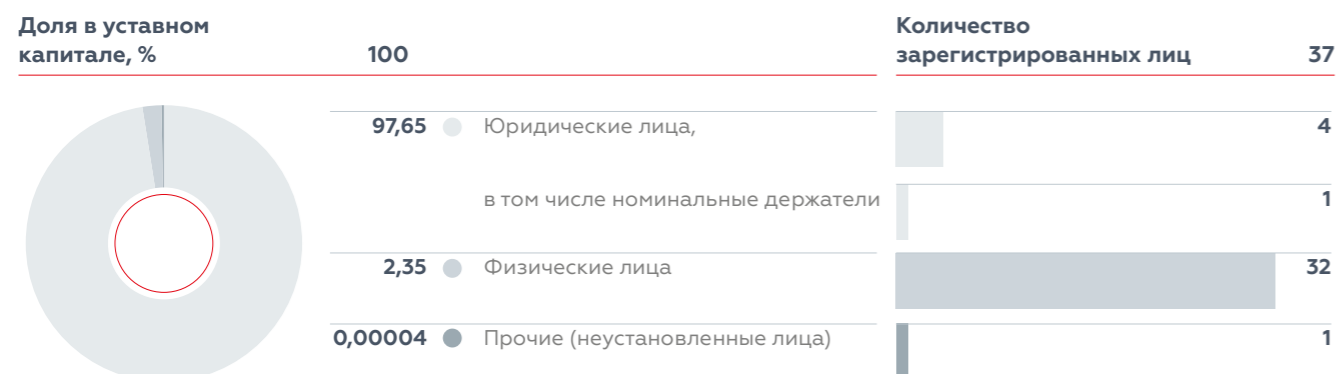 Доля в уставном
капитале, % 100
Количество
зарегистрированных лиц 37
97,65 Юридические лица, 4
в том числе номинальные держатели 1
2,35 Физические лица 32
0,00004 Прочие (неустановленные лица) 1